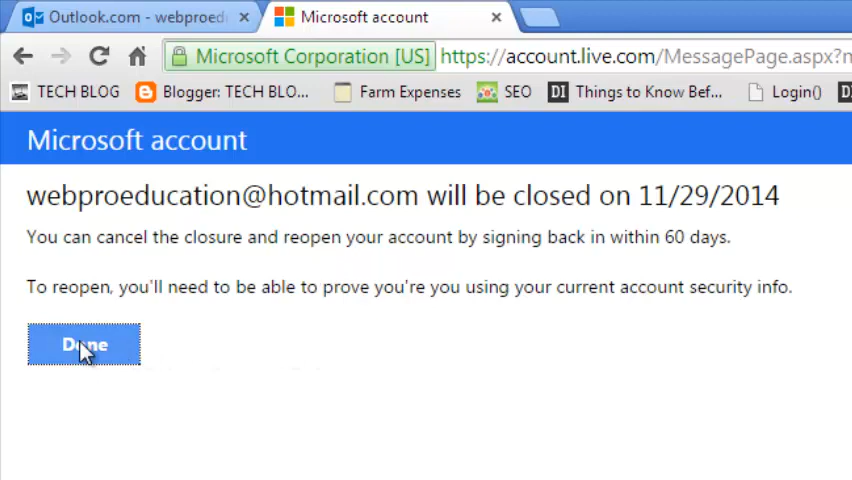 Outlook.com - webproed
Microsoft account
Microsoft Corporation [US] https://account.live.com/MessagePage.aspx?
TECH BLOG Blogger: TECH BLO... Farm Expenses SEO DI Things to Know Bef... Login()
Microsoft account
webproeducation@hotmail.com will be closed on 11/29/2014
You can cancel the closure and reopen your account by signing back in within 60 days.
To reopen, you'll need to be able to prove you're you using your current account security info.
Done